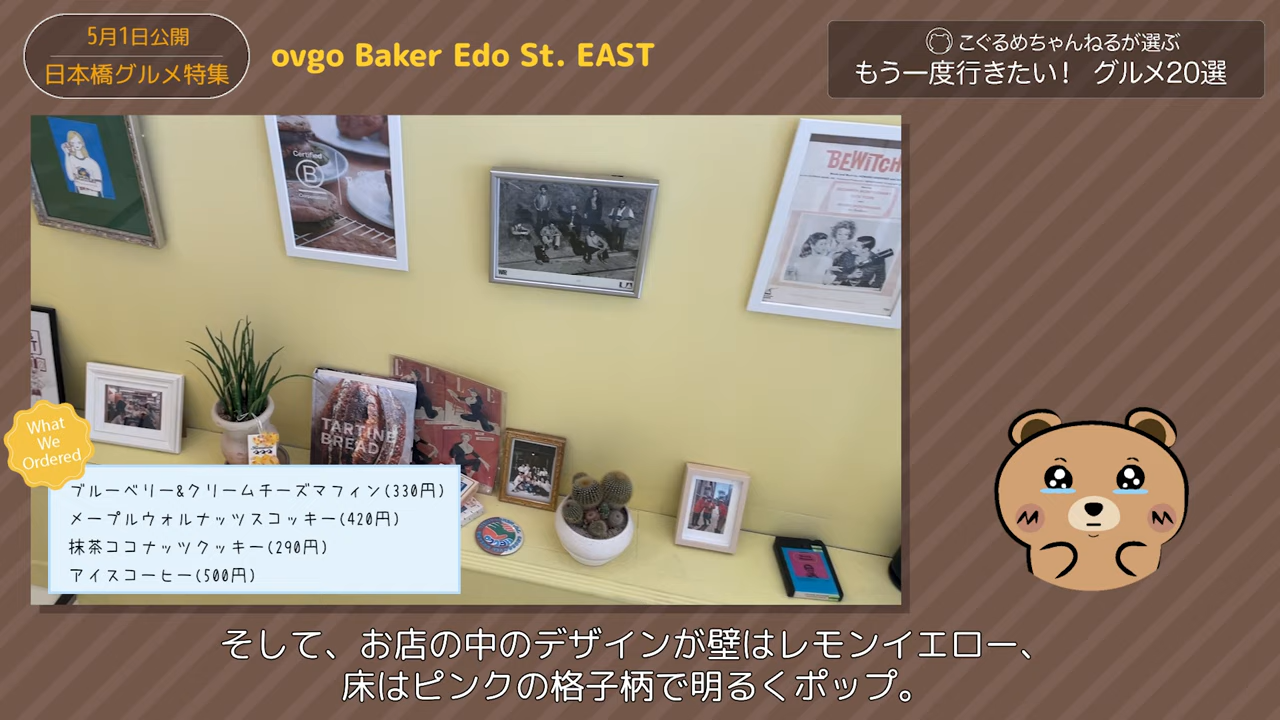 5月1日公開
日本橋グルメ特集
ovgo Baker Edo St. EAST
こぐるめちゃんねるが選ぶ
もう一度行きたい! グルメ20選
Certified
B
BEWITCH
ELLE
TARTINE
BREAD
What
We
Ordered
ブルーベリー&クリームチーズマフィン(330円)
メープルウォルナッツスコッキー(420円)
抹茶ココナッツクッキー(290円)
アイスコーヒー(500円)
そして、お店の中のデザインが壁はレモンイエロー、
床はピンクの格子柄で明るくポップ。